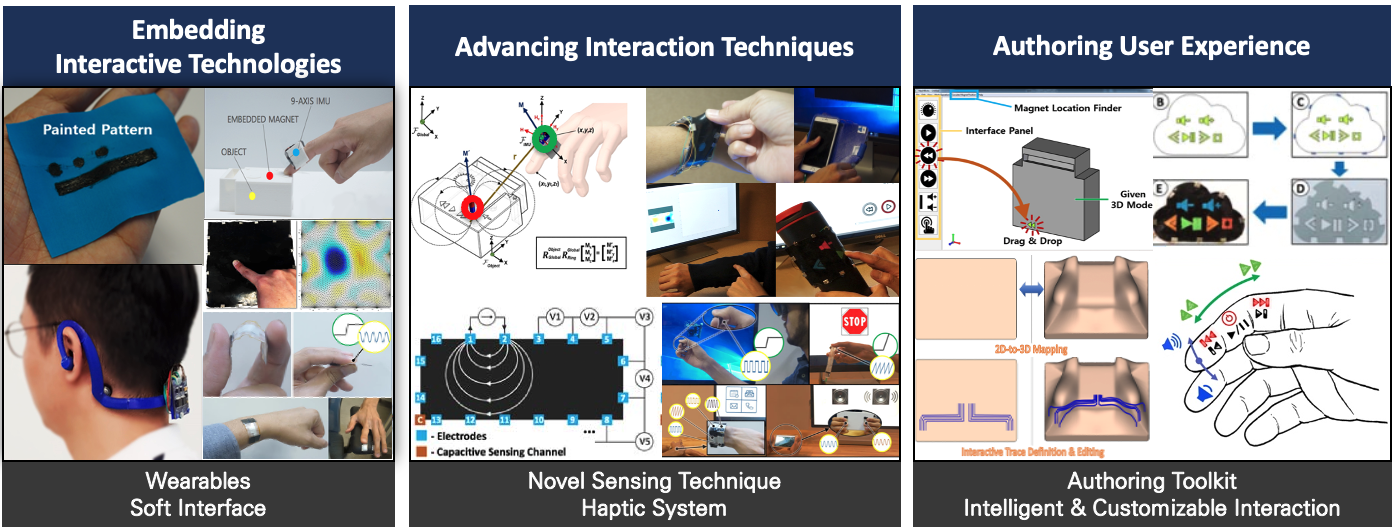 Embedding
Interactive Technologies
Painted Pattern
9-AXIS IMU
EMBEDDED MAGNET
OBJECT
Wearables
Soft Interface
Advancing Interaction Techniques
Z
Y
X
M
(x,y,z)
r
(x₁,y₁,z₁)
M'
STOP
16
1
2
3
4
5
V1
V2
V3
15
6
V4
14
7
C
13
12
11
10
9
8
•••
V5
- Electrodes
- Capacitive Sensing Channel
Novel Sensing Technique
Haptic System
Authoring User Experience
Magnet Location Finder
Interface Panel
Given
3D Mode
Drag & Drop
B
C
E
D
2D-to-3D Mapping
Interactive Trace Definition & Editing
Authoring Toolkit
Intelligent & Customizable Interaction